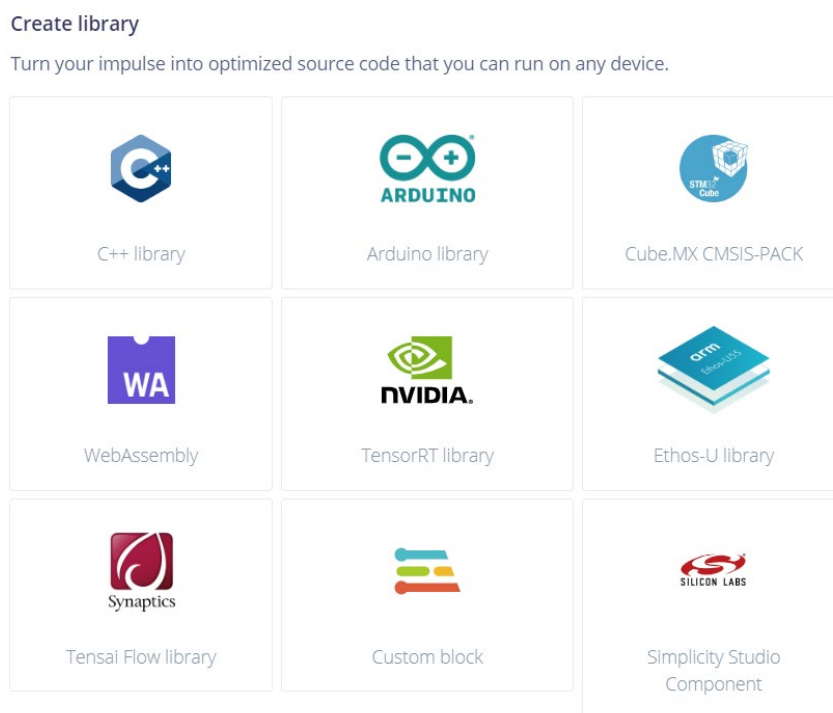 Create library
Turn your impulse into optimized source code that you can run on any device.
C++
ARDUINO
STM32
Cube
C++ library
Arduino library
Cube.MX CMSIS-PACK
WA
NVIDIA.
arm
Ethos-U55
WebAssembly
TensorRT library
Ethos-U library
Synaptics
SILICON LABS
Tensai Flow library
Custom block
Simplicity Studio
Component